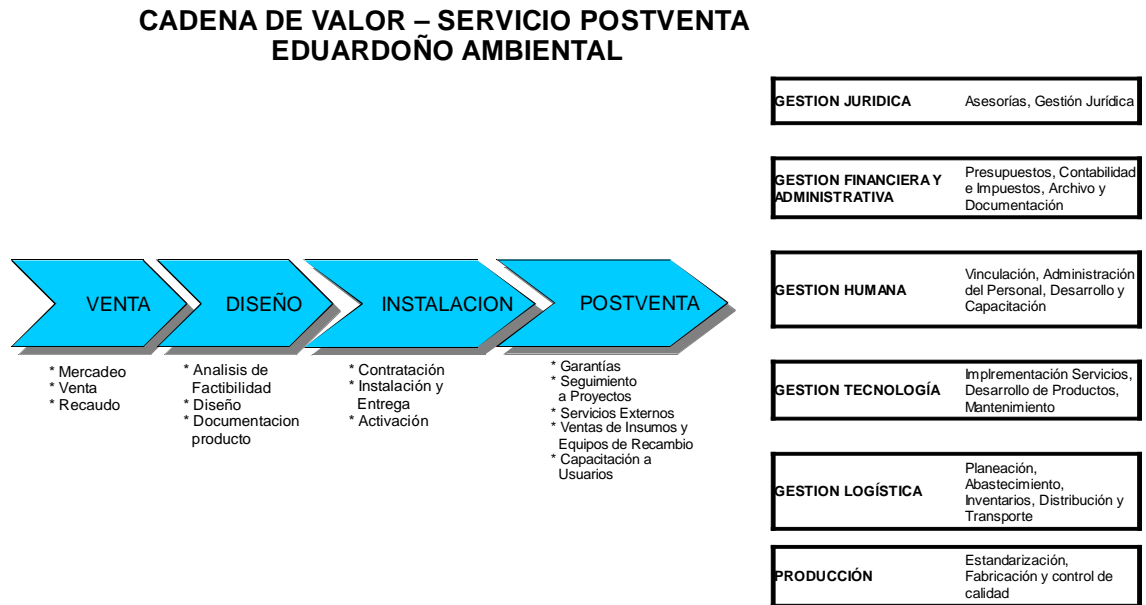 CADENA DE VALOR – SERVICIO POSTVENTA
EDUARDOÑO AMBIENTAL
VENTA
* Mercadeo
* Venta
* Recaudo
DISEÑO
* Analisis de
Factibilidad
* Diseño
* Documentacion
producto
INSTALACION
* Contratación
* Instalación y
Entrega
* Activación
POSTVENTA
* Garantías
* Seguimiento
a Proyectos
* Servicios Externos
* Ventas de Insumos y
Equipos de Recambio
* Capacitación a
Usuarios
GESTION JURIDICA
Asesorías, Gestión Jurídica
GESTION FINANCIERA Y
ADMINISTRATIVA
Presupuestos, Contabilidad
e Impuestos, Archivo y
Documentación
GESTION HUMANA
Vinculación, Administración
del Personal, Desarrollo y
Capacitación
GESTION TECNOLOGÍA
Implrementación Servicios,
Desarrollo de Productos,
Mantenimiento
GESTION LOGÍSTICA
Planeación,
Abastecimiento,
Inventarios, Distribución y
Transporte
PRODUCCIÓN
Estandarización,
Fabricación y control de
calidad